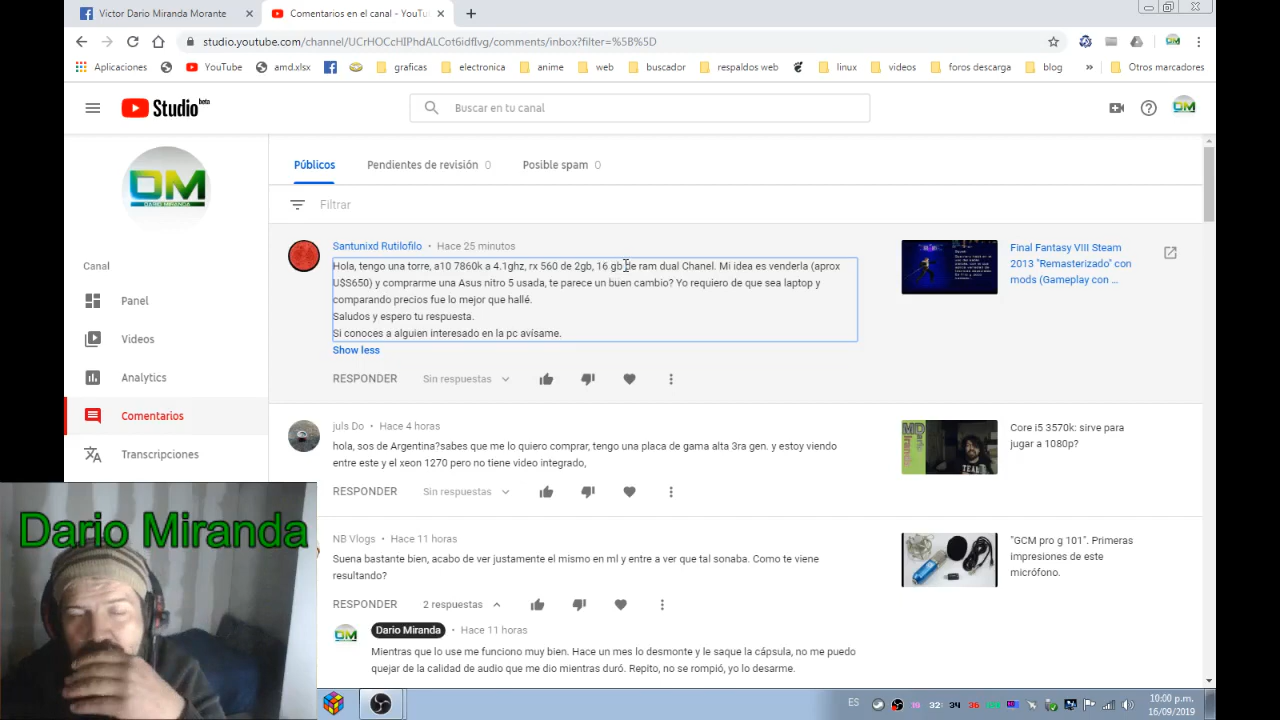 Victor Dario Miranda Morante
Comentarios en el canal - YouTu
studio.youtube.com/channel/UCrHOCcHIPhdALCot6idfIvg/comments/inbox?filter=%5B%5D
Aplicaciones
YouTube
amd.xlsx
graficas
electronica
anime
web
buscador
respaldos web
linux
videos
foros descarga
blog
»
Otros marcadores
Studio beta
Buscar en tu canal
OM
OM
DARIO MIRANDA
Públicos
Pendientes de revisión 0
Posible spam 0
Filtrar
Canal
Panel
Videos
Analytics
Comentarios
Transcripciones
Santunixd Rutilofilo • Hace 25 minutos
Hola, tengo una torre, a10 7860k a 4.1ghz, rx560 de 2gb, 16 gb de ram dual Chanel. Mi idea es venderla (aprox
U$S650) y comprarme una Asus nitro 5 usada, te parece un buen cambio? Yo requiero de que sea laptop y
comparando precios fue lo mejor que hallé.
Saludos y espero tu respuesta.
Si conoces a alguien interesado en la pc avísame.
Show less
RESPONDER
Sin respuestas
Final Fantasy VIII Steam
2013 "Remasterizado" con
mods (Gameplay con ...
juls Do • Hace 4 horas
hola, sos de Argentina?sabes que me lo quiero comprar, tengo una placa de gama alta 3ra gen. y estoy viendo
entre este y el xeon 1270 pero no tiene video integrado,
RESPONDER
Sin respuestas
Core i5 3570k: sirve para
jugar a 1080p?
NB Vlogs • Hace 11 horas
Suena bastante bien, acabo de ver justamente el mismo en ml y entre a ver que tal sonaba. Como te viene
resultando?
RESPONDER
2 respuestas
"GCM pro g 101". Primeras
impresiones de este
micrófono.
OM
Dario Miranda • Hace 11 horas
Mientras que lo use me funciono muy bien. Hace un mes lo desmonte y le saque la cápsula, no me puedo
quejar de la calidad de audio que me dio mientras duró. Repito, no se rompió, yo lo desarme.
Dario Miranda
ES
32
34
36
10:00 p.m.
16/09/2019